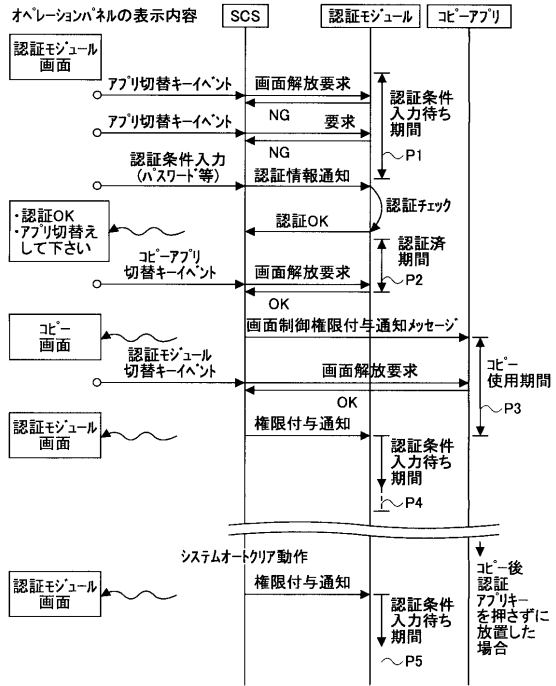 オペレーションパネルの表示内容
SCS
認証モジュール
コピーアプリ
認証モジュール
画面
アプリ切替キーイベント
画面解放要求
NG
認証条件
入力待ち
期間
アプリ切替キーイベント
要求
NG
P1
認証条件入力
(パスワード等)
認証情報通知
認証チェック
・認証OK
・アプリ切替え
して下さい
認証OK
認証済
期間
コピーアプリ
切替キーイベント
画面解放要求
P2
OK
コピー
画面
画面制御権限付与通知メッセージ
認証モジュール
切替キーイベント
画面解放要求
コピー
使用期間
OK
P3
認証モジュール
画面
権限付与通知
認証条件
入力待ち
期間
P4
システムオートクリア動作
認証モジュール
画面
権限付与通知
認証条件
入力待ち
期間
P5
コピー後
認証
アプリキー
を押さずに
放置した
場合